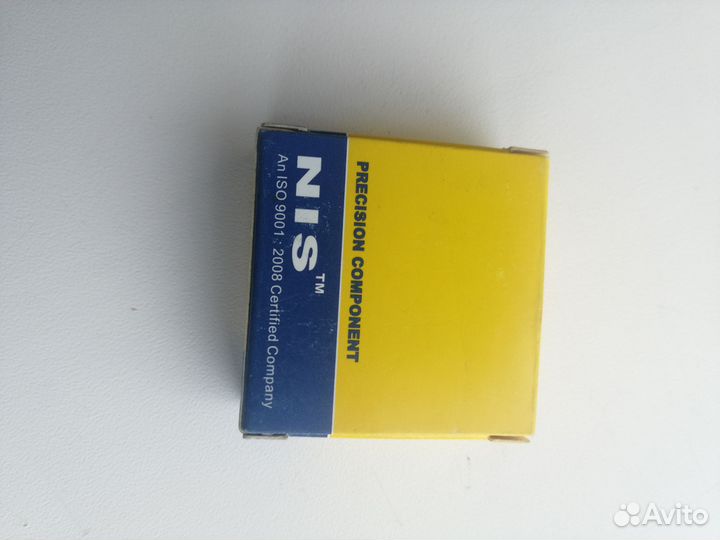 PRECISION COMPONENT
NIS™
An ISO 9001 : 2008 Certified Company
Avito